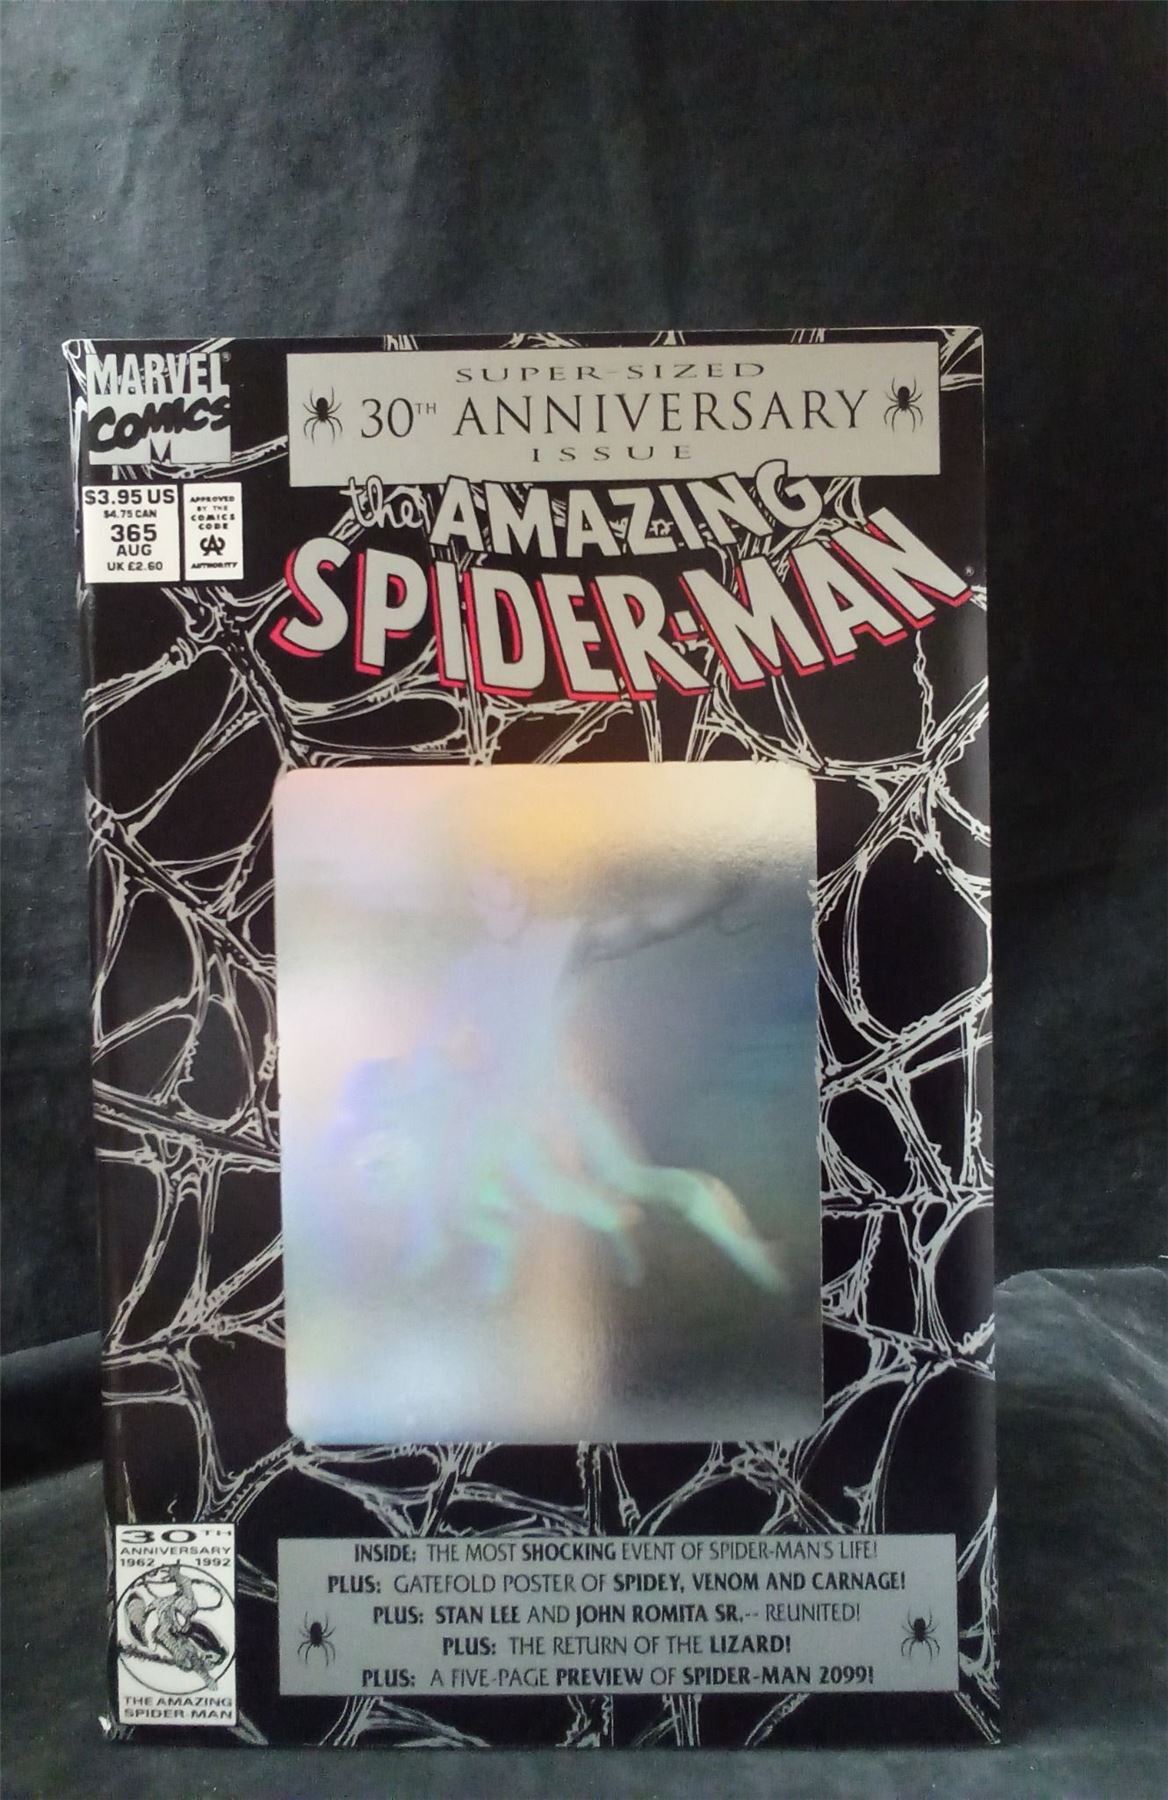 MARVEL
COMICS
M
SUPER-SIZED
30TH ANNIVERSARY
ISSUE
$3.95 US
$4.75 CAN
365
AUG
UK £2.60
APPROVED
BY THE
COMICS
CODE
CA
AUTHORITY
the AMAZING
SPIDER-MAN®
30TH
ANNIVERSARY
1962 1992
THE AMAZING
SPIDER-MAN
INSIDE: THE MOST SHOCKING EVENT OF SPIDER-MAN'S LIFE!
PLUS: GATEFOLD POSTER OF SPIDEY, VENOM AND CARNAGE!
PLUS: STAN LEE AND JOHN ROMITA SR.-- REUNITED!
PLUS: THE RETURN OF THE LIZARD!
PLUS: A FIVE-PAGE PREVIEW OF SPIDER-MAN 2099!